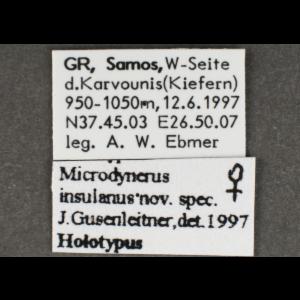 GR, Samos, W-Seite
d.Karvounis(Kiefern)
950-1050m, 12.6.1997
N37.45.03 E26.50.07
leg. A. W. Ebmer
Microdynerus ♀
insulanus nov. spec.
J.Gusenleitner, det. 1997
Holotypus